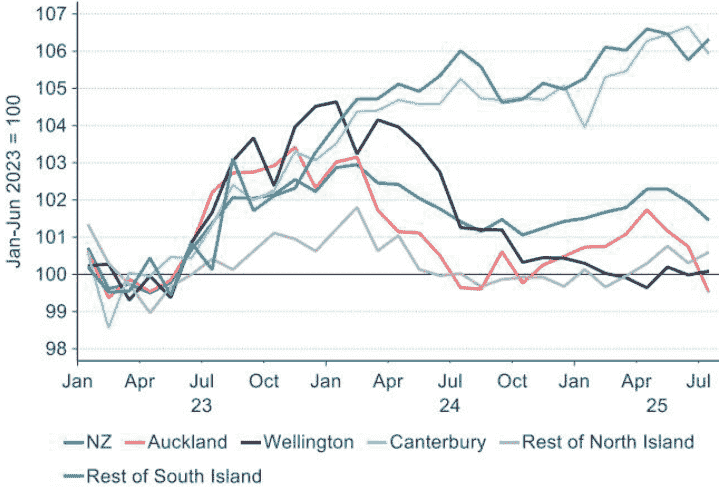 107
106
105
104
103
102
101
100
99
98
Jan-Jun 2023 = 100
Jan Apr Jul Oct Jan Apr Jul Oct Jan Apr Jul
23 24 25
NZ Auckland Wellington Canterbury Rest of North Island
Rest of South Island